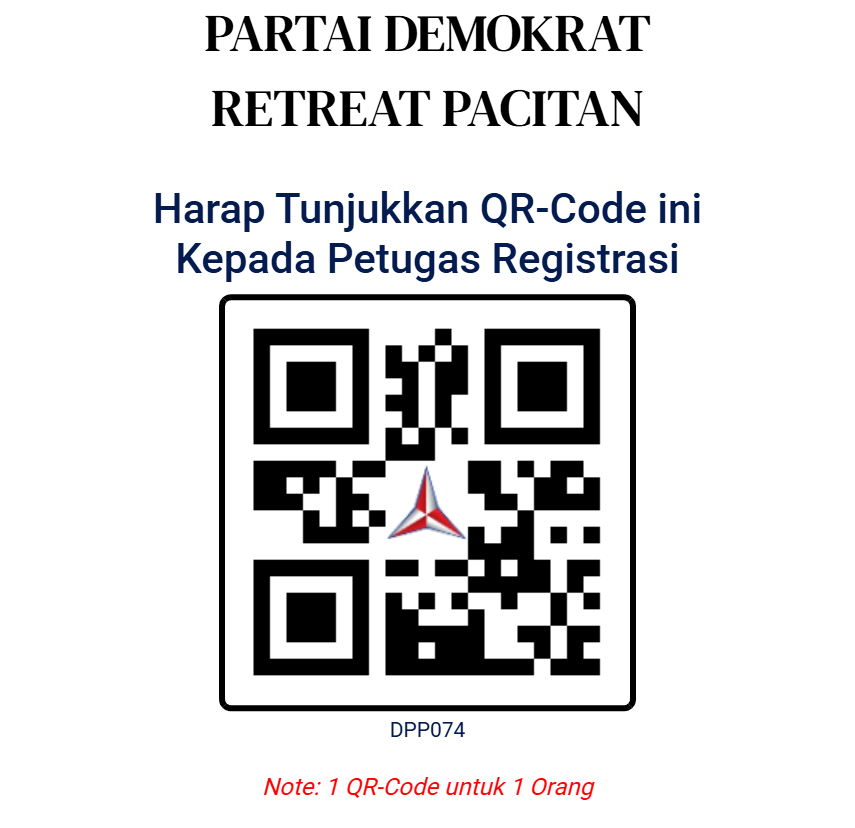 PARTAI DEMOKRAT
RETREAT PACITAN
Harap Tunjukkan QR-Code ini
Kepada Petugas Registrasi
DPP074
Note: 1 QR-Code untuk 1 Orang